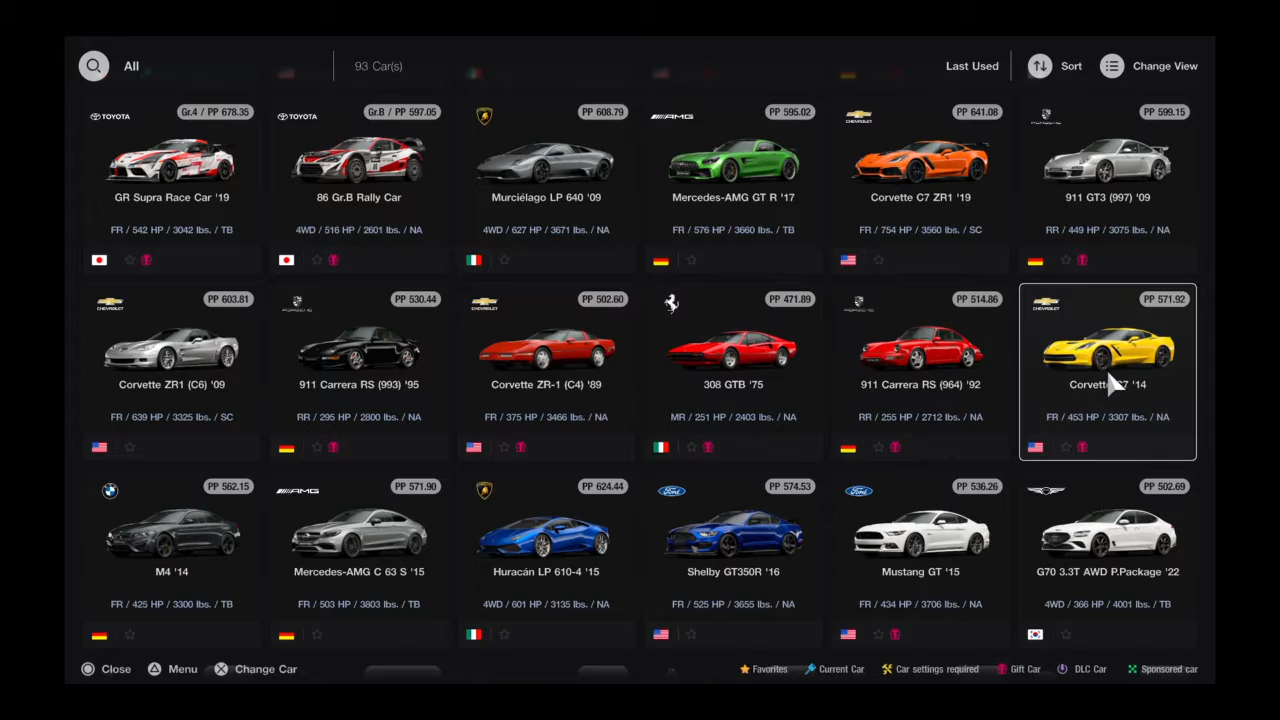 All
93 Car(s)
Last Used
Sort
Change View
TOYOTA
Gr.4 / PP 678.35
TOYOTA
Gr.B / PP 597.05
PP 608.79
AMG
PP 595.02
CHEVROLET
PP 641.08
PORSCHE
PP 599.15
GR Supra Race Car '19
86 Gr.B Rally Car
Murciélago LP 640 '09
Mercedes-AMG GT R '17
Corvette C7 ZR1 '19
911 GT3 (997) '09
FR / 542 HP / 3042 lbs. / TB
4WD / 516 HP / 2601 lbs. / NA
4WD / 627 HP / 3671 lbs. / NA
FR / 576 HP / 3660 lbs. / TB
FR / 754 HP / 3560 lbs. / SC
RR / 449 HP / 3075 lbs. / NA
CHEVROLET
PP 603.81
PORSCHE
PP 530.44
CHEVROLET
PP 502.60
PP 471.89
PORSCHE
PP 514.86
CHEVROLET
PP 571.92
Corvette ZR1 (C6) '09
911 Carrera RS (993) '95
Corvette ZR-1 (C4) '89
308 GTB '75
911 Carrera RS (964) '92
Corvette C7 '14
FR / 639 HP / 3325 lbs. / SC
RR / 295 HP / 2800 lbs. / NA
FR / 375 HP / 3466 lbs. / NA
MR / 251 HP / 2403 lbs. / NA
RR / 255 HP / 2712 lbs. / NA
FR / 453 HP / 3307 lbs. / NA
PP 562.15
AMG
PP 571.90
PP 624.44
Ford
PP 574.53
Ford
PP 536.26
PP 502.69
M4 '14
Mercedes-AMG C 63 S '15
Huracán LP 610-4 '15
Shelby GT350R '16
Mustang GT '15
G70 3.3T AWD P.Package '22
FR / 425 HP / 3300 lbs. / TB
FR / 503 HP / 3803 lbs. / TB
4WD / 601 HP / 3135 lbs. / NA
FR / 525 HP / 3655 lbs. / NA
FR / 434 HP / 3706 lbs. / NA
4WD / 366 HP / 4001 lbs. / TB
Close
Menu
Change Car
Favorites
Current Car
Car settings required
Gift Car
DLC Car
Sponsored car